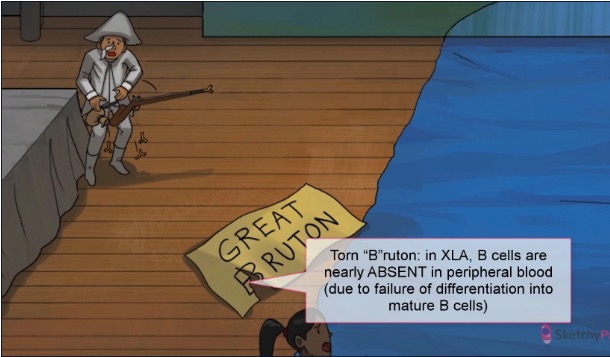 GREAT
BRUTON
Torn “B”ruton: in XLA, B cells are
nearly ABSENT in peripheral blood
(due to failure of differentiation into
mature B cells)
SketchyP